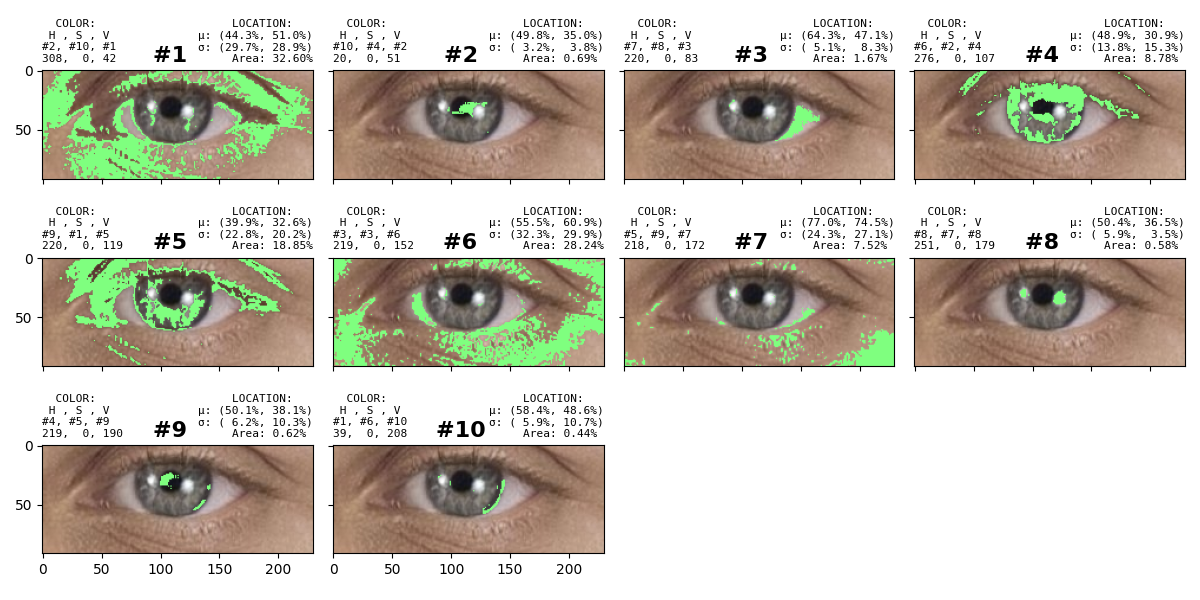 COLOR: LOCATION:
H , S , V μ: (44.3%, 51.0%)
#2, #10, #1 #1 σ: (29.7%, 28.9%)
308, 0, 42 Area: 32.60%
COLOR: LOCATION:
H , S , V μ: (49.8%, 35.0%)
#10, #4, #2 #2 σ: ( 3.2%, 3.8%)
20, 0, 51 Area: 0.69%
COLOR: LOCATION:
H , S , V μ: (64.3%, 47.1%)
#7, #8, #3 #3 σ: ( 5.1%, 8.3%)
220, 0, 83 Area: 1.67%
COLOR: LOCATION:
H , S , V μ: (48.9%, 30.9%)
#6, #2, #4 #4 σ: (13.8%, 15.3%)
276, 0, 107 Area: 8.78%
0
50
COLOR: LOCATION:
H , S , V μ: (39.9%, 32.6%)
#9, #1, #5 #5 σ: (22.8%, 20.2%)
220, 0, 119 Area: 18.85%
COLOR: LOCATION:
H , S , V μ: (55.5%, 60.9%)
#3, #3, #6 #6 σ: (32.3%, 29.9%)
219, 0, 152 Area: 28.24%
COLOR: LOCATION:
H , S , V μ: (77.0%, 74.5%)
#5, #9, #7 #7 σ: (24.3%, 27.1%)
218, 0, 172 Area: 7.52%
COLOR: LOCATION:
H , S , V μ: (50.4%, 36.5%)
#8, #7, #8 #8 σ: ( 5.9%, 3.5%)
251, 0, 179 Area: 0.58%
0
50
COLOR: LOCATION:
H , S , V μ: (50.1%, 38.1%)
#4, #5, #9 #9 σ: ( 6.2%, 10.3%)
219, 0, 190 Area: 0.62%
COLOR: LOCATION:
H , S , V μ: (58.4%, 48.6%)
#1, #6, #10 #10 σ: ( 5.9%, 10.7%)
39, 0, 208 Area: 0.44%
0
50
0 50 100 150 200
0 50 100 150 200